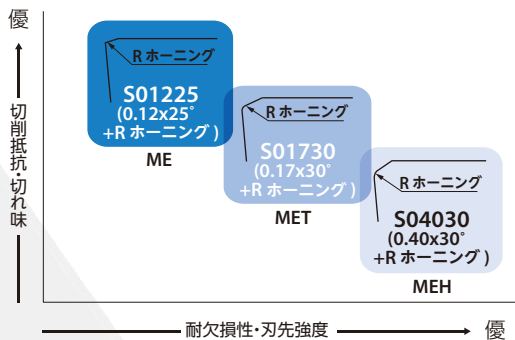 優
切削抵抗・切れ味
R ホーニング
S01225
(0.12x25°
+R ホーニング )
ME
R ホーニング
S01730
(0.17x30°
+R ホーニング )
MET
R ホーニング
S04030
(0.40x30°
+R ホーニング )
MEH
耐欠損性・刃先強度
優